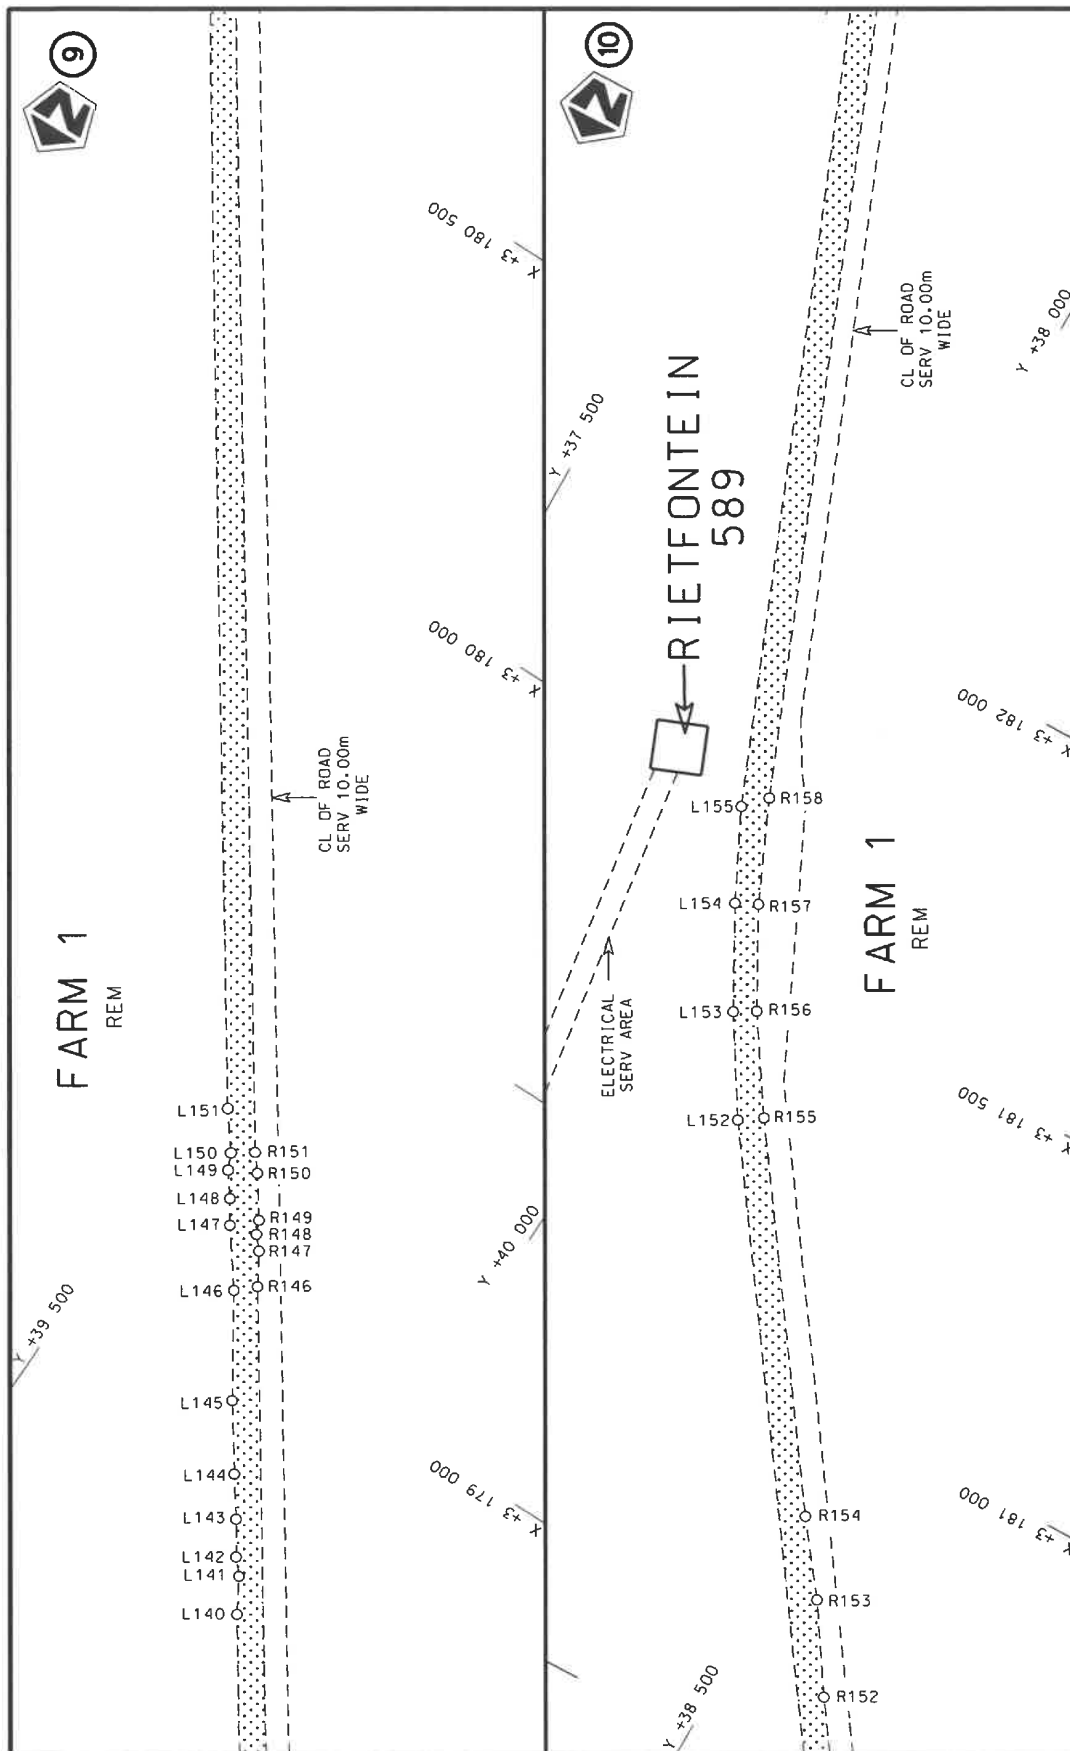 9
X +3 180 500
X +3 180 000
CL OF ROAD
SERV 10.00m
WIDE
FARM 1
REM
L151
L150
R151
L149
R150
L148
R149
L147
R148
R147
L146
R146
Y +39 500
L145
L144
X +3 179 000
L143
L142
L141
L140
10
CL OF ROAD
SERV 10.00m
WIDE
Y +38 000
Y +37 500
RIETFONTEIN
589
X +3 182 000
L155
R158
L154
R157
FARM 1
REM
L153
R156
ELECTRICAL
SERV AREA
L152
R155
X +3 181 500
Y +40 000
R154
X +3 181 000
R153
R152
Y +38 500